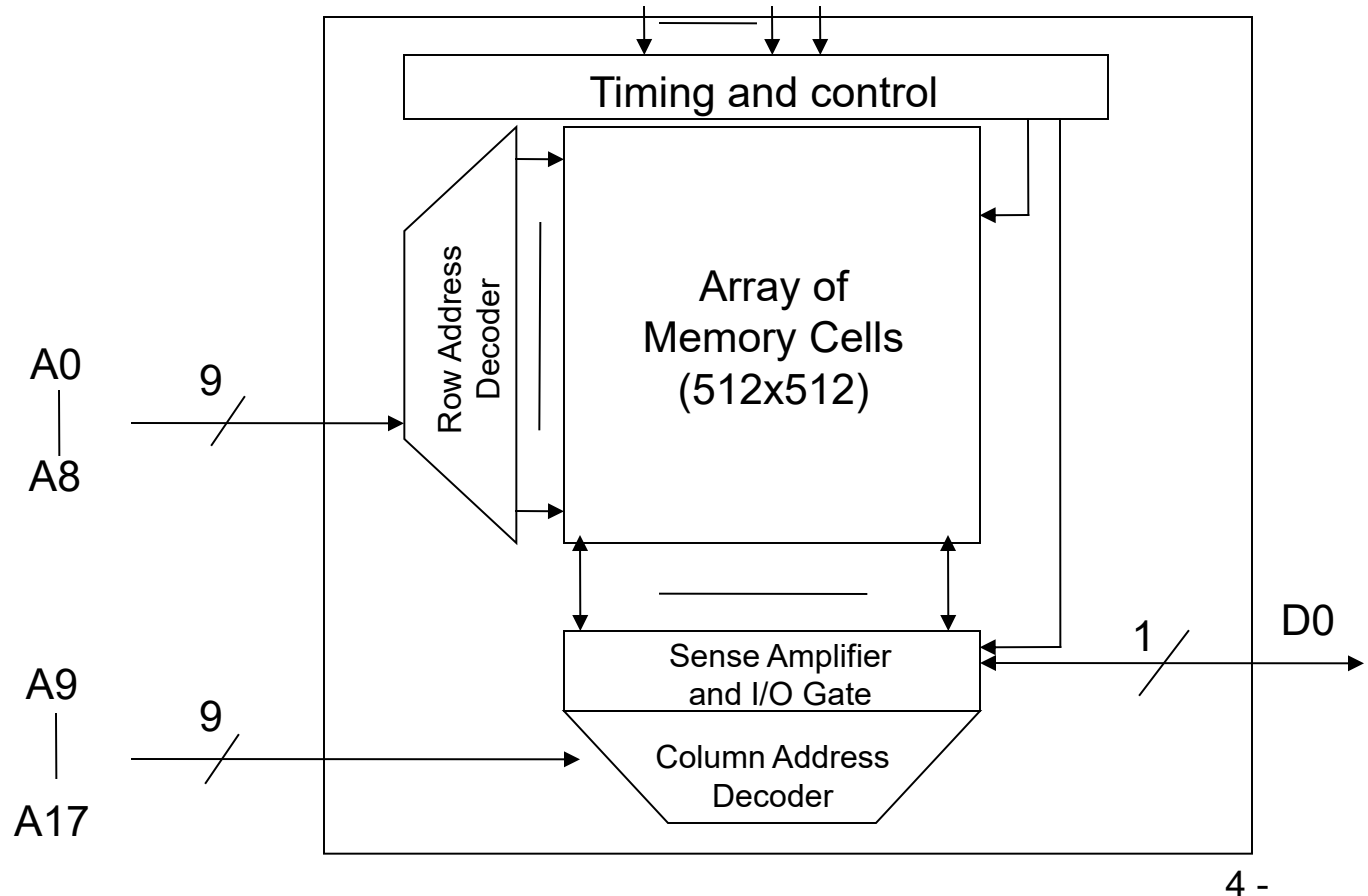 Timing and control
Row Address
Decoder
Array of
Memory Cells
(512x512)
A0
9
A8
D0
1
Sense Amplifier
and I/O Gate
A9
9
Column Address
Decoder
A17
4 -